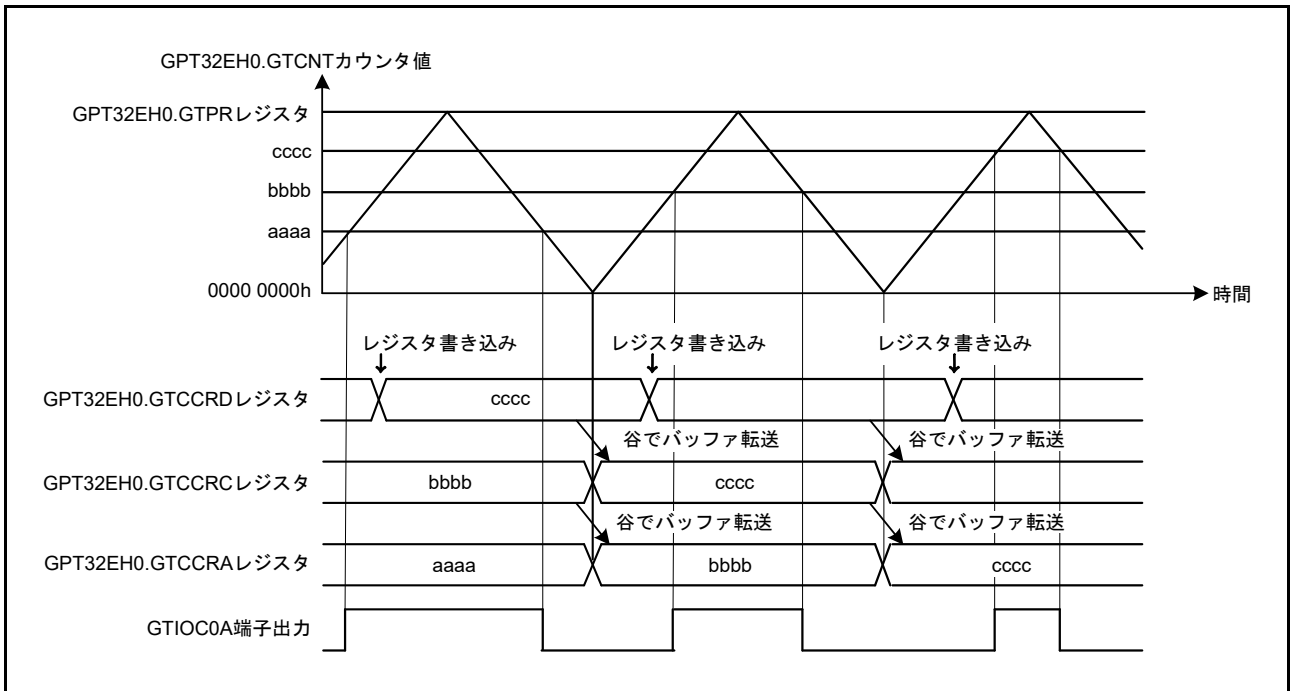 GPT32EH0.GTCNTカウンタ値
GPT32EH0.GTPRレジスタ
cccc
bbbb
aaaa
0000 0000h
時間
レジスタ書き込み
レジスタ書き込み
レジスタ書き込み
GPT32EH0.GTCCRDレジスタ
cccc
谷でバッファ転送
谷でバッファ転送
GPT32EH0.GTCCRCレジスタ
bbbb
cccc
谷でバッファ転送
谷でバッファ転送
GPT32EH0.GTCCRAレジスタ
aaaa
bbbb
cccc
GTIOC0A端子出力